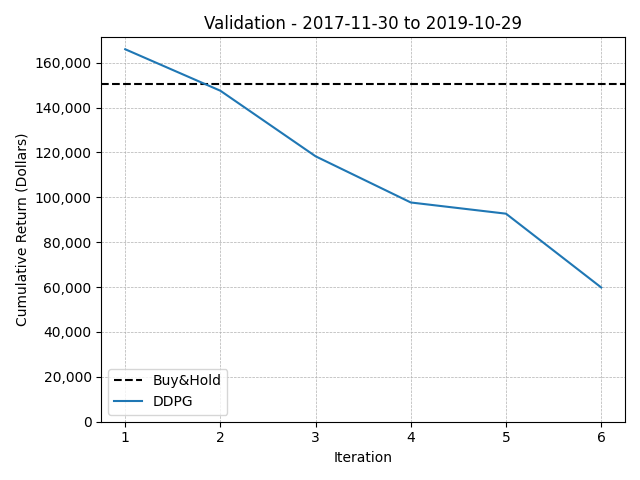 Validation - 2017-11-30 to 2019-10-29
Cumulative Return (Dollars)
160,000
140,000
120,000
100,000
80,000
60,000
40,000
20,000
0
Buy&Hold
DDPG
1 2 3 4 5 6
Iteration